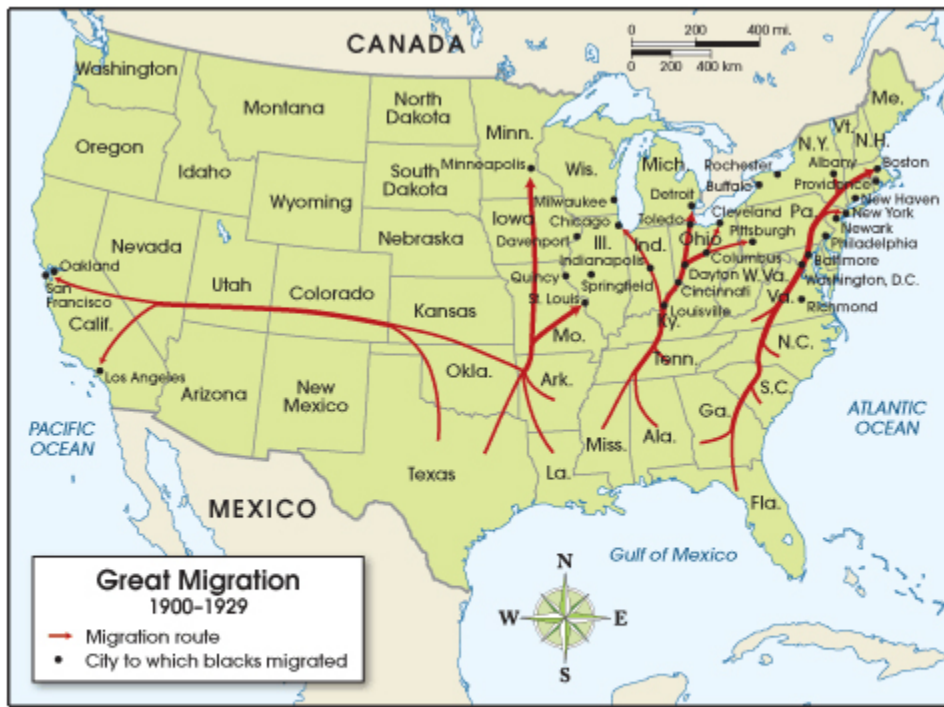 CANADA
0 200 400 mi.
0 200 400 km
Washington
Montana
North
Dakota
Minn.
Me.
Vt.
N.H.
N.Y.
Oregon
Idaho
South
Dakota
Minneapolis
Wis.
Mich.
Rochester
Albany
Boston
Wyoming
Buffalo
Providence
Detroit
New Haven
Milwaukee
Iowa
Toledo
Cleveland
Pa.
New York
Chicago
Nevada
Nebraska
Davenport
Ill.
Ind.
Ohio
Pittsburgh
Newark
Philadelphia
Indianapolis
Columbus
Baltimore
Oakland
Utah
Quincy
Springfield
Dayton
W. Va.
Washington, D.C.
San
Francisco
Colorado
Kansas
St. Louis
Cincinnati
Va.
Richmond
Calif.
Mo.
Louisville
Ky.
Los Angeles
Okla.
Ark.
Tenn.
N.C.
Arizona
New
Mexico
S.C.
PACIFIC
OCEAN
Miss.
Ala.
Ga.
ATLANTIC
OCEAN
Texas
La.
Fla.
MEXICO
Gulf of Mexico
Great Migration
1900–1929
Migration route
City to which blacks migrated
N
W E
S